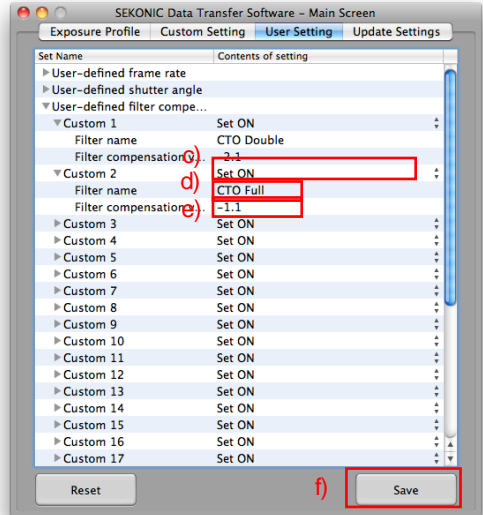 SEKONIC Data Transfer Software – Main Screen
Exposure Profile Custom Setting User Setting Update Settings
Set Name Contents of setting
User-defined frame rate
User-defined shutter angle
User-defined filter compe...
Custom 1 Set ON
Filter name CTO Double
Filter compensation v... -2.1
c)
Custom 2 Set ON
d)
Filter name CTO Full
Filter compensation v... -1.1
e)
Custom 3 Set ON
Custom 4 Set ON
Custom 5 Set ON
Custom 6 Set ON
Custom 7 Set ON
Custom 8 Set ON
Custom 9 Set ON
Custom 10 Set ON
Custom 11 Set ON
Custom 12 Set ON
Custom 13 Set ON
Custom 14 Set ON
Custom 15 Set ON
Custom 16 Set ON
Custom 17 Set ON
Reset f) Save